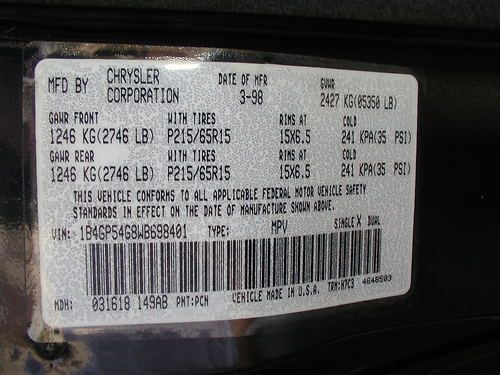 MFD BY CHRYSLER CORPORATION DATE OF MFR 3-98 GVWR 2427 KG(05350 LB)
GAWR FRONT WITH TIRES RIMS AT COLD
1246 KG(2746 LB) P215/65R15 15X6.5 241 KPA(35 PSI)
GAWR REAR WITH TIRES RIMS AT COLD
1246 KG(2746 LB) P215/65R15 15X6.5 241 KPA(35 PSI)
THIS VEHICLE CONFORMS TO ALL APPLICABLE FEDERAL MOTOR VEHICLE SAFETY
STANDARDS IN EFFECT ON THE DATE OF MANUFACTURE SHOWN ABOVE.
VIN: 1B4GP54G8WB698401 TYPE: MPV SINGLE X DUAL
MDH: 031618 149AB PNT:PCN VEHICLE MADE IN U.S.A. TRM:K7C3 4648503